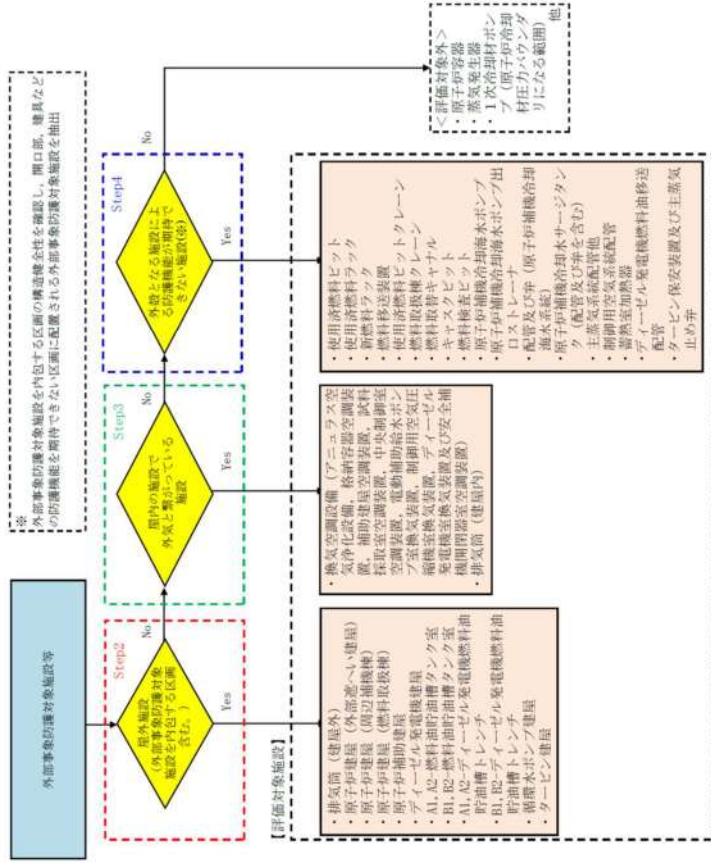 外部事象防護対象施設等
※
外部事象防護対象施設を内包する区画の構造健全性を確認し，開口部，建具など
の防護機能を期待できない区画に配置される外部事象防護対象施設を抽出
Step2
屋外施設
（外部事象防護対象
施設を内包する区画
含む。）
No
Yes
Step3
屋内の施設で
外気と繋がっている
施設
No
Yes
Step4
外殻となる施設によ
る防護機能が期待で
きない施設(※)
No
Yes
＜評価対象外＞
・原子炉容器
・蒸気発生器
・１次冷却材ポン
プ（原子炉冷却
材圧力バウンダ
リになる範囲）
他
【評価対象施設】
・排気筒（建屋外）
・原子炉建屋（外部遮へい建屋）
・原子炉建屋（周辺補機棟）
・原子炉建屋（燃料取扱棟）
・原子炉補助建屋
・ディーゼル発電機建屋
・A1,A2-燃料油貯油槽タンク室
・B1,B2-燃料油貯油槽タンク室
・A1,A2-ディーゼル発電機燃料油
貯油槽トレンチ
・B1,B2-ディーゼル発電機燃料油
貯油槽トレンチ
・循環水ポンプ建屋
・タービン建屋
・換気空調設備（アニュラス空
気浄化設備，格納容器空調装
置，補助建屋空調装置，試料
採取室空調装置，中央制御室
空調装置，電動補助給水ポン
プ室換気装置，制御用空気圧
縮機室換気装置，ディーゼル
発電機室換気装置及び安全補
機開閉器室空調装置）
・排気筒（建屋内）
・使用済燃料ピット
・使用済燃料ラック
・新燃料ラック
・燃料移送装置
・使用済燃料ピットクレーン
・燃料取扱棟クレーン
・燃料取替キャナル
・キャスクピット
・燃料検査ピット
・原子炉補機冷却海水ポンプ
・原子炉補機冷却海水ポンプ出
口ストレーナ
・配管及び弁（原子炉補機冷却
海水系統）
・原子炉補機冷却水サージタン
ク（配管及び弁を含む）
・主蒸気系統配管他
・制御用空気系統配管
・蓄熱室加熱器
・ディーゼル発電機燃料油移送
配管
・タービン保安装置及び主蒸気
止め弁